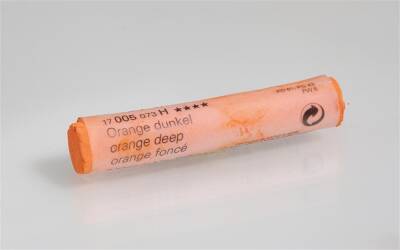 17 005 073 H ★★★★
Orange dunkel
orange deep
orange foncé